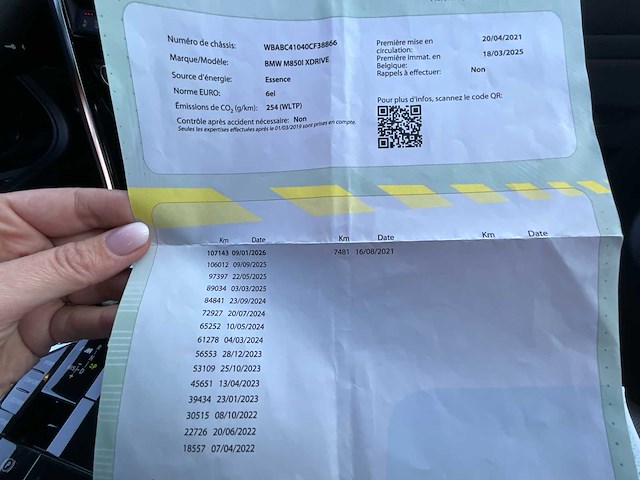 Numéro de châssis: WBABC41040CF38866
Marque/Modèle: BMW M850I XDRIVE
Source d'énergie: Essence
Norme EURO: 6el
Émissions de CO2 (g/km): 254 (WLTP)
Contrôle après accident nécessaire: Non
Seules les expertises effectuées après le 01/03/2019 sont prises en compte.
Première mise en circulation: 20/04/2021
Première immat. en Belgique: 18/03/2025
Rappels à effectuer: Non
Pour plus d'infos, scannez le code QR:
Km Date Km Date Km Date
107143 09/01/2026 7481 16/08/2021
106012 09/09/2025
97397 22/05/2025
89034 03/03/2025
84841 23/09/2024
72927 20/07/2024
65252 10/05/2024
61278 04/03/2024
56553 28/12/2023
53109 25/10/2023
45651 13/04/2023
39434 23/01/2023
30515 08/10/2022
22726 20/06/2022
18557 07/04/2022